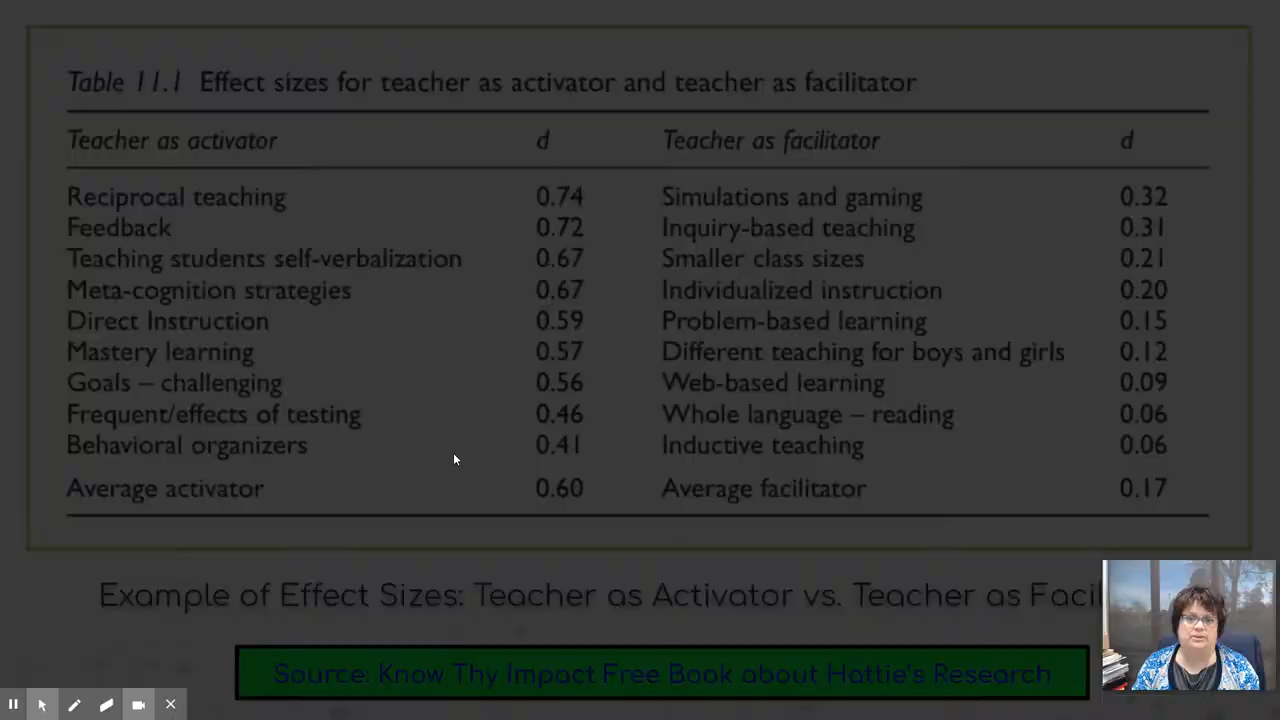 Table 11.1 Effect sizes for teacher as activator and teacher as facilitator
Teacher as activator d Teacher as facilitator d
Reciprocal teaching 0.74 Simulations and gaming 0.32
Feedback 0.72 Inquiry-based teaching 0.31
Teaching students self-verbalization 0.67 Smaller class sizes 0.21
Meta-cognition strategies 0.67 Individualized instruction 0.20
Direct Instruction 0.59 Problem-based learning 0.15
Mastery learning 0.57 Different teaching for boys and girls 0.12
Goals – challenging 0.56 Web-based learning 0.09
Frequent/effects of testing 0.46 Whole language – reading 0.06
Behavioral organizers 0.41 Inductive teaching 0.06
Average activator 0.60 Average facilitator 0.17
Example of Effect Sizes: Teacher as Activator vs. Teacher as Facil
Source: Know Thy Impact Free Book about Hattie's Research